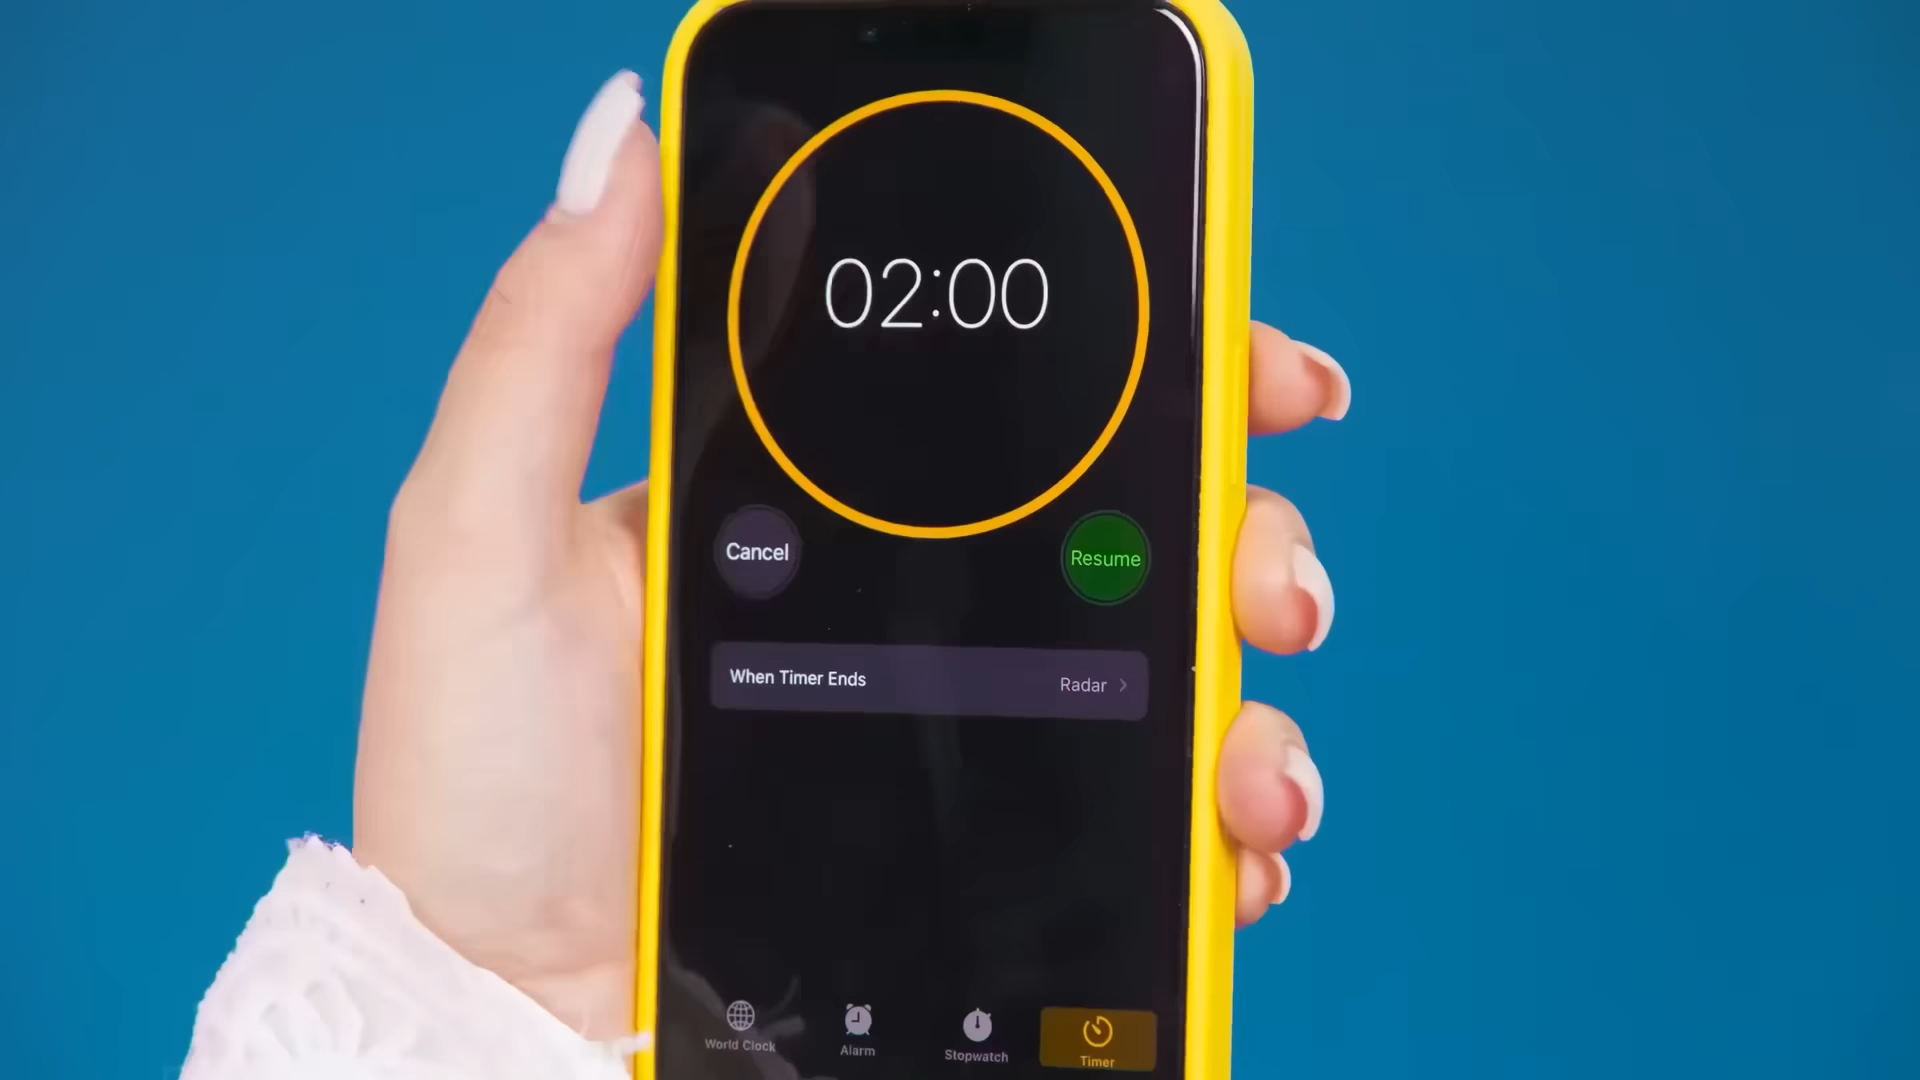 02:00
Cancel
Resume
When Timer Ends
Radar
World Clock
Alarm
Stopwatch
Timer